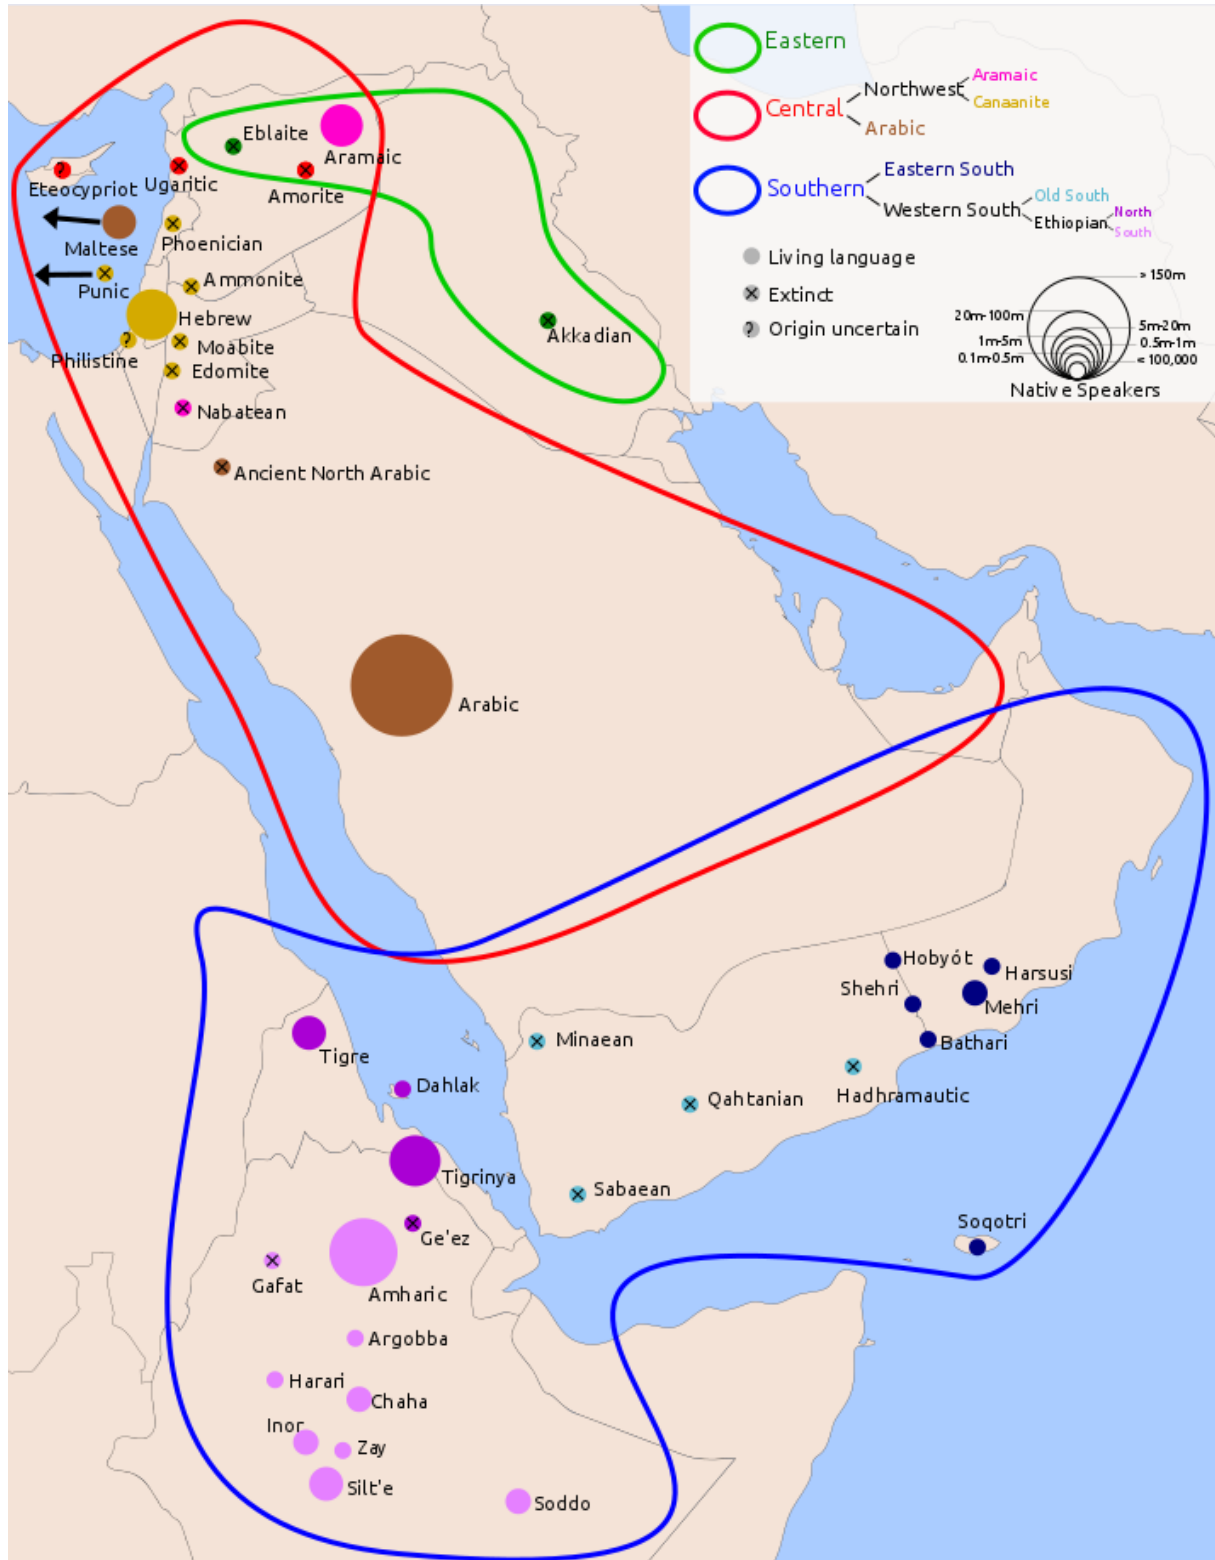 Eastern
Central
Northwest
Aramaic
Canaanite
Arabic
Southern
Eastern South
Western South
Old South
Ethiopian
North
South
Living language
Extinct
? Origin uncertain
> 150m
20m-100m
5m-20m
1m-5m
0.5m-1m
0.1m-0.5m
< 100,000
Native Speakers
Eblaite
Aramaic
?
Eteocypriot
Ugaritic
Amorite
Maltese
Phoenician
Punic
Ammonite
Hebrew
Akkadian
?
Philistine
Moabite
Edomite
Nabatean
Ancient North Arabic
Arabic
Hobyót
Harsusi
Shehri
Mehri
Bathari
Minaean
Tigre
Dahlak
Qahtanian
Hadhramautic
Tigrinya
Sabaean
Soqotri
Ge'ez
Gafat
Amharic
Argobba
Harari
Chaha
Inor
Zay
Silt'e
Soddo